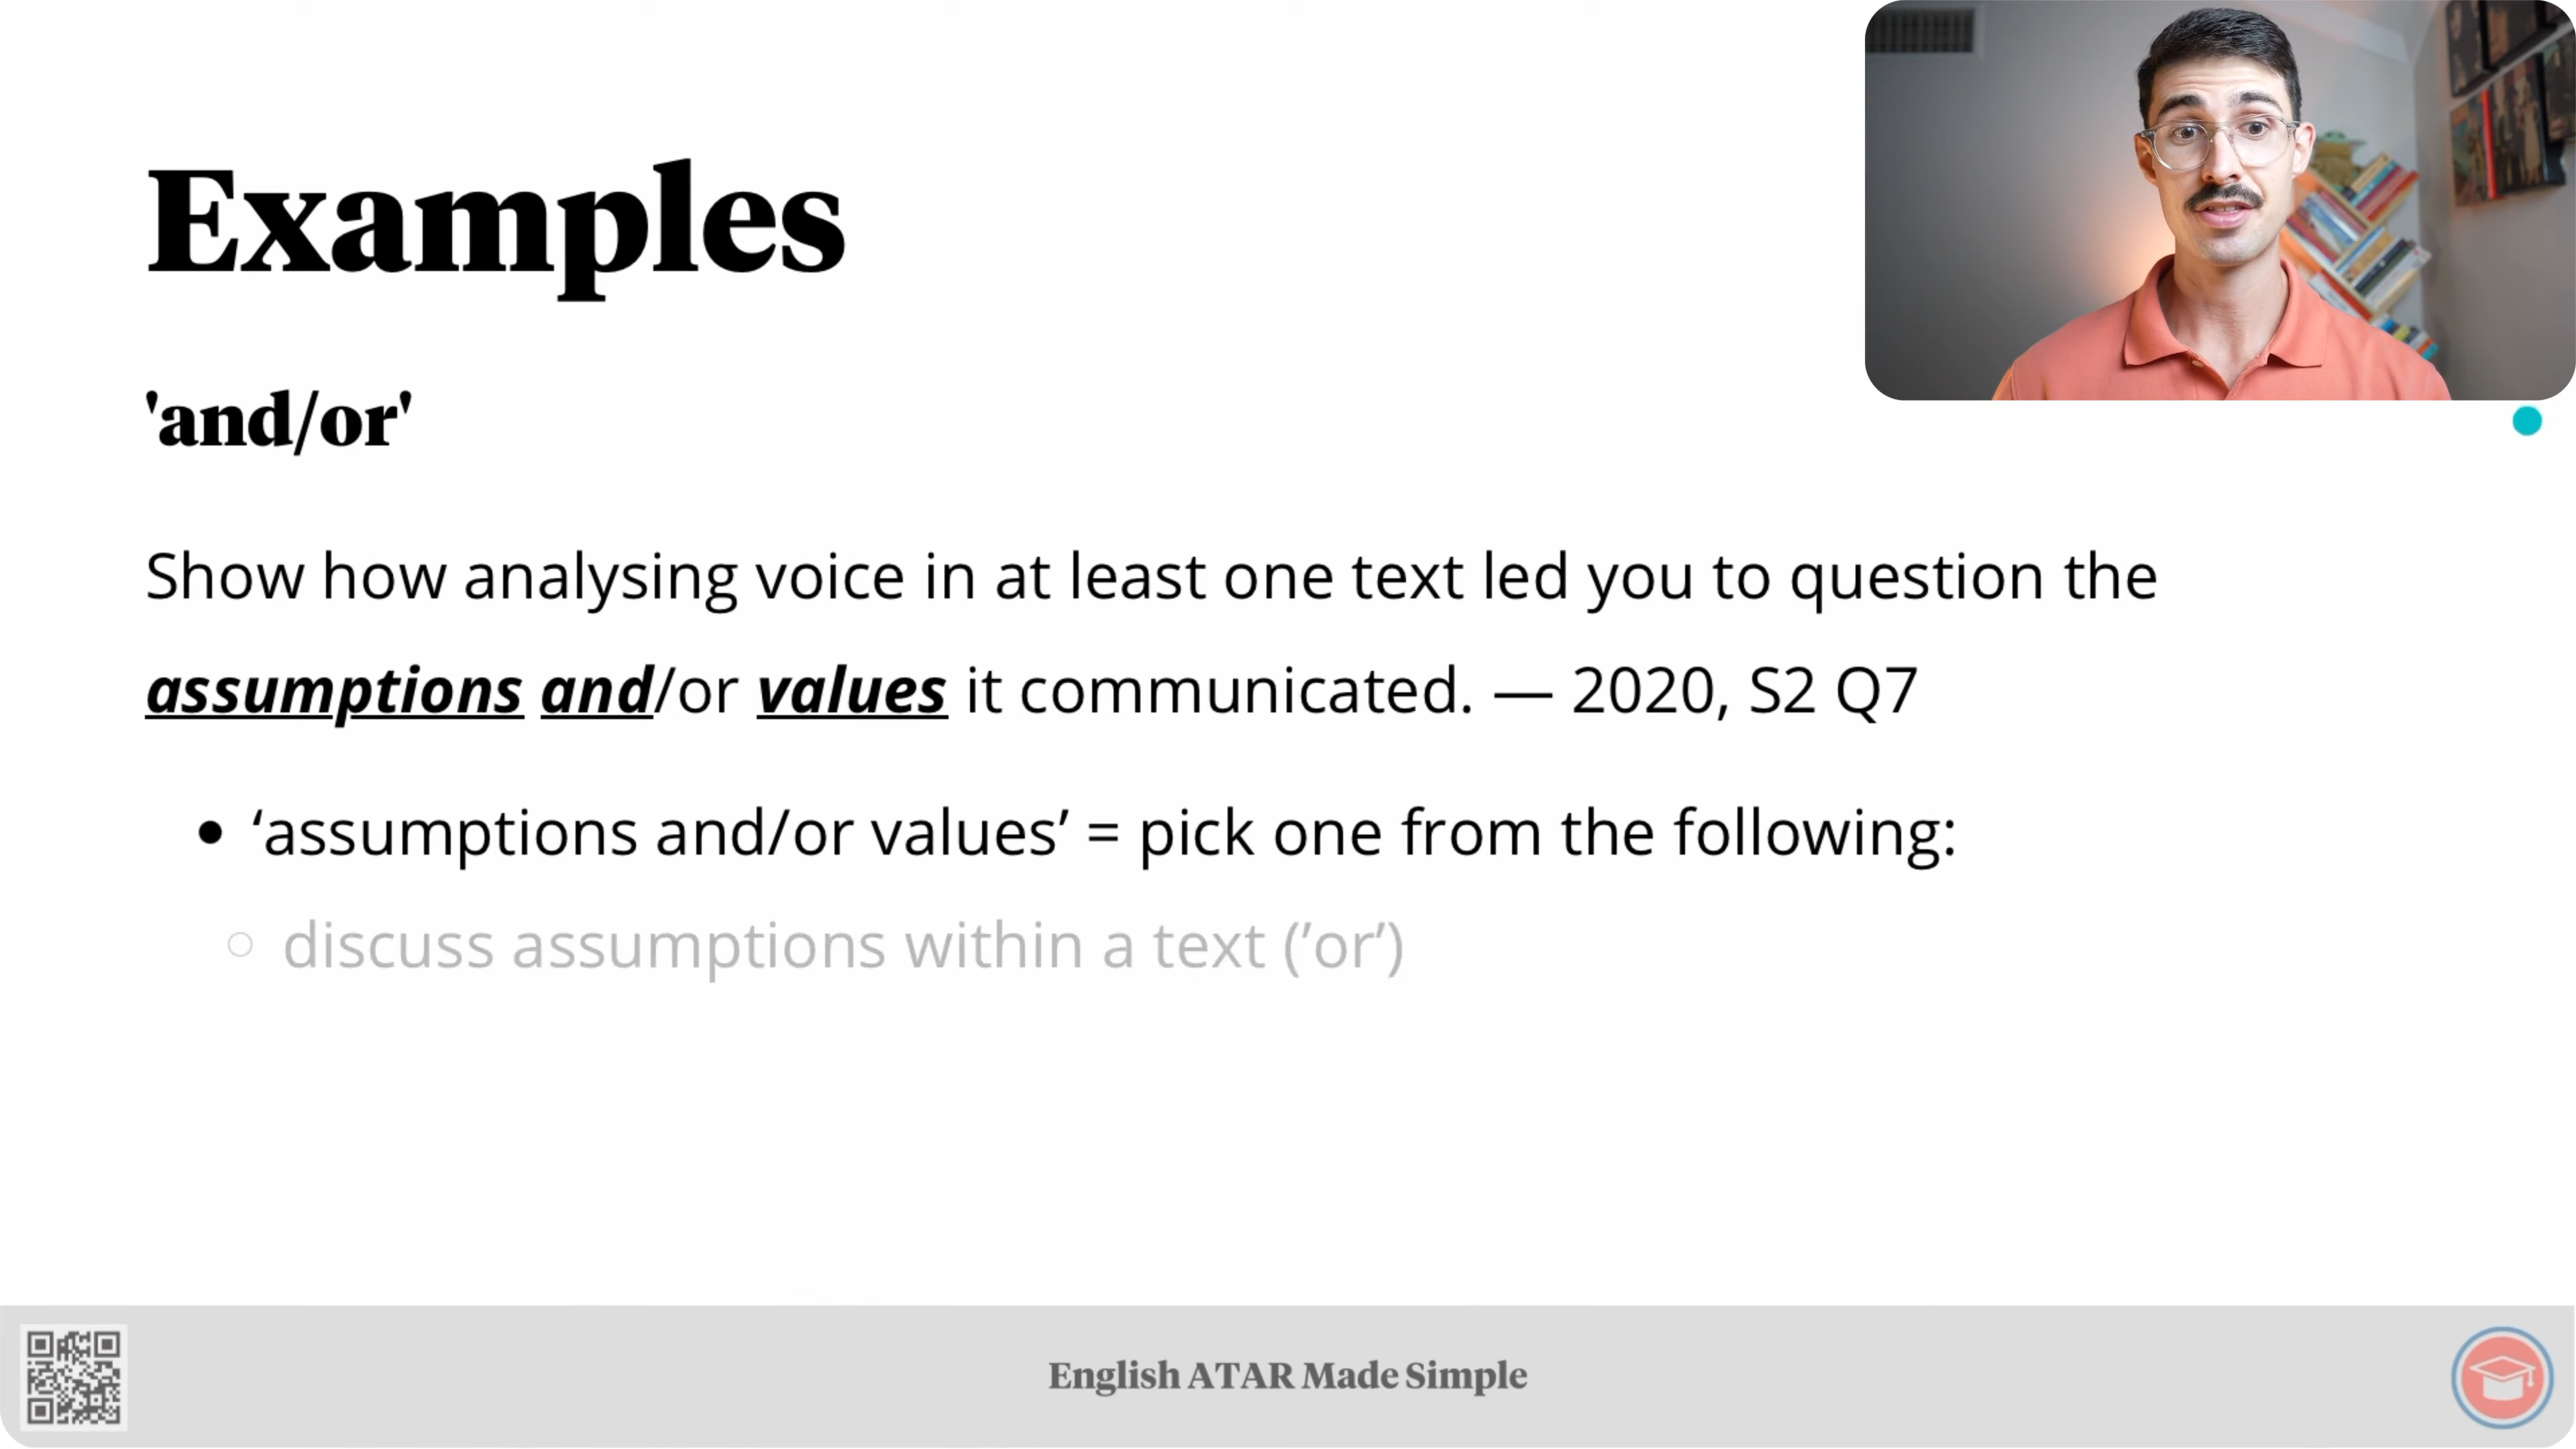 Examples
'and/or'
Show how analysing voice in at least one text led you to question the
assumptions and/or values it communicated. — 2020, S2 Q7
• ‘assumptions and/or values’ = pick one from the following:
○ discuss assumptions within a text (’or’)
English ATAR Made Simple